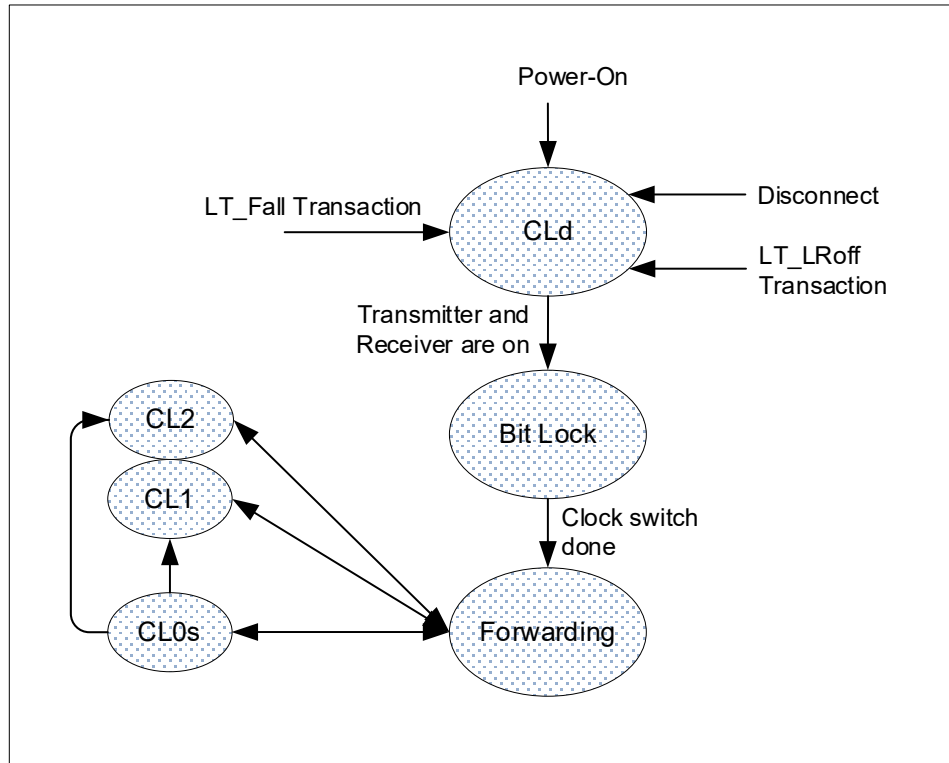 Power-On
LT_Fall Transaction
CLd
Disconnect
LT_LRoff
Transaction
Transmitter and
Receiver are on
CL2
Bit Lock
CL1
Clock switch
done
CL0s
Forwarding